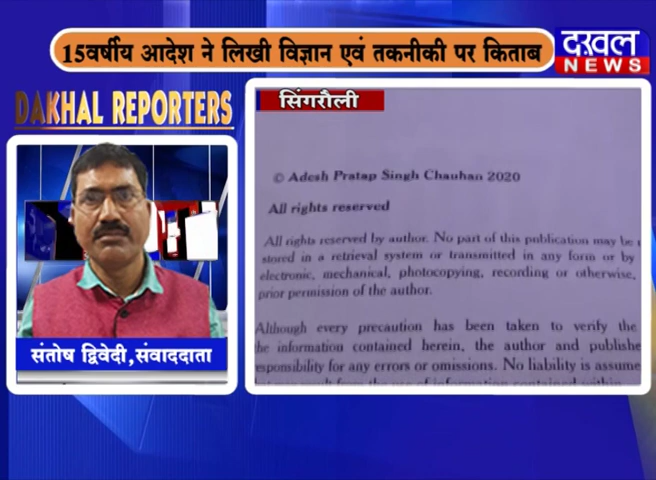 15वर्षीय आदेश ने लिखी विज्ञान एवं तकनीकी पर किताब
दख़ल
NEWS
DAKHAL REPORTERS
संतोष द्विवेदी,संवाददाता
सिंगरौली
© Adesh Pratap Singh Chauhan 2020
All rights reserved
All rights reserved by author. No part of this publication may be
stored in a retrieval system or transmitted in any form or by
electronic, mechanical, photocopying, recording or otherwise,
prior permission of the author.
Although every precaution has been taken to verify the
the information contained herein, the author and publishe
esponsibility for any errors or omissions. No liability is assume